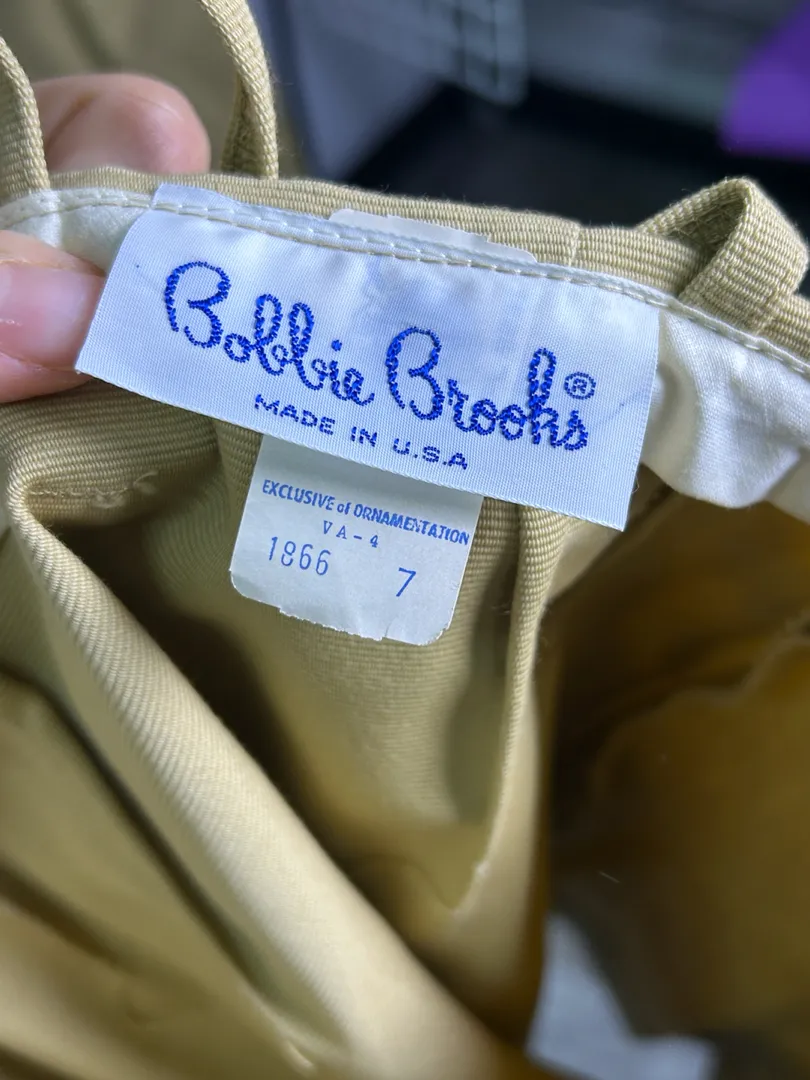 Bobbie Brooks®
MADE IN U.S.A
EXCLUSIVE of ORNAMENTATION
VA-4
1866 7